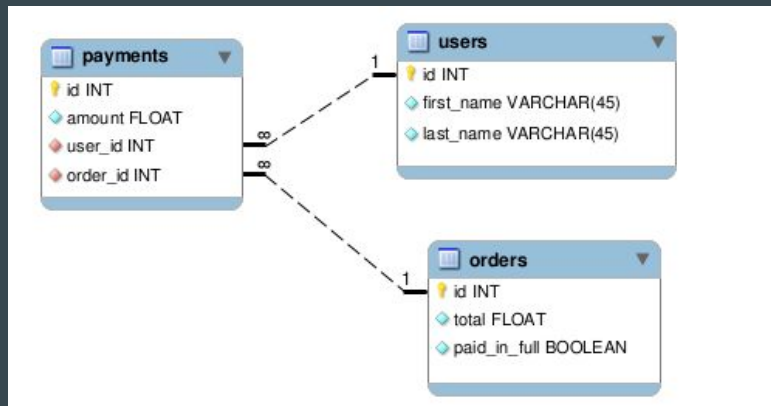 payments
id INT
amount FLOAT
user_id INT
order_id INT
∞
∞
1
users
id INT
first_name VARCHAR(45)
last_name VARCHAR(45)
1
orders
id INT
total FLOAT
paid_in_full BOOLEAN